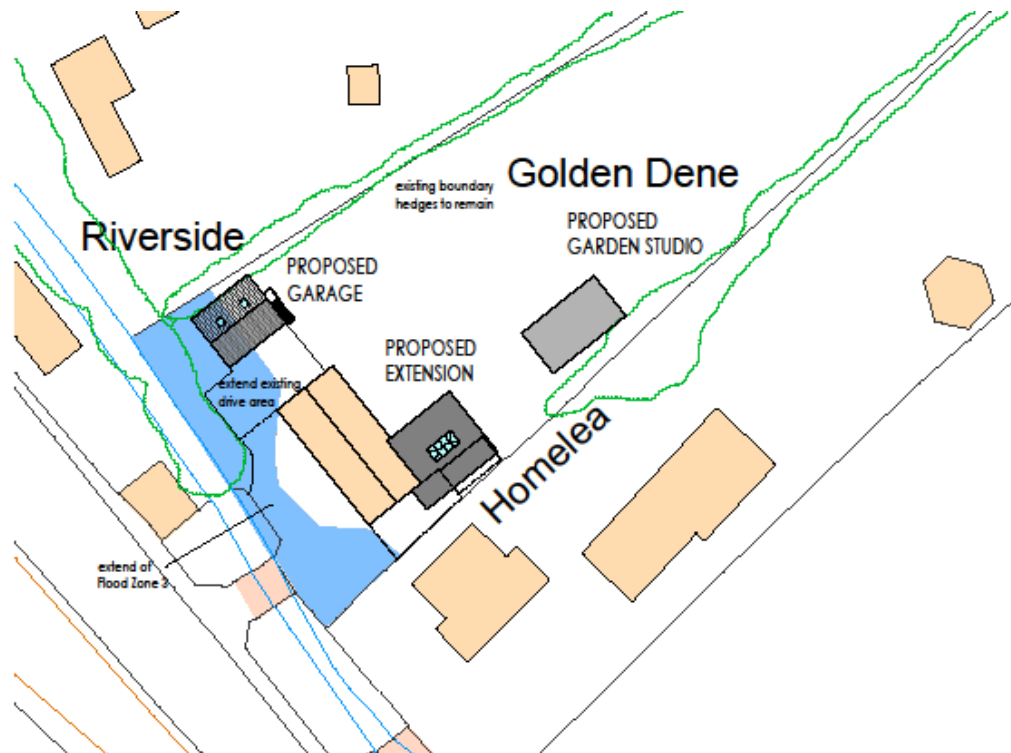 Golden Dene
existing boundary
hedges to remain
PROPOSED
GARDEN STUDIO
Riverside
PROPOSED
GARAGE
PROPOSED
EXTENSION
extend existing
drive area
Homelea
extend of
Flood Zone 3